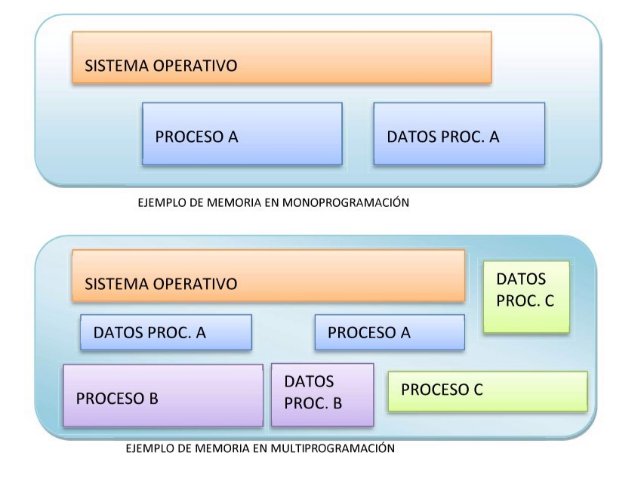 SISTEMA OPERATIVO
PROCESO A
DATOS PROC. A
EJEMPLO DE MEMORIA EN MONOPROGRAMACIÓN
SISTEMA OPERATIVO
DATOS
PROC. C
DATOS PROC. A
PROCESO A
PROCESO B
DATOS
PROC. B
PROCESO C
EJEMPLO DE MEMORIA EN MULTIPROGRAMACIÓN